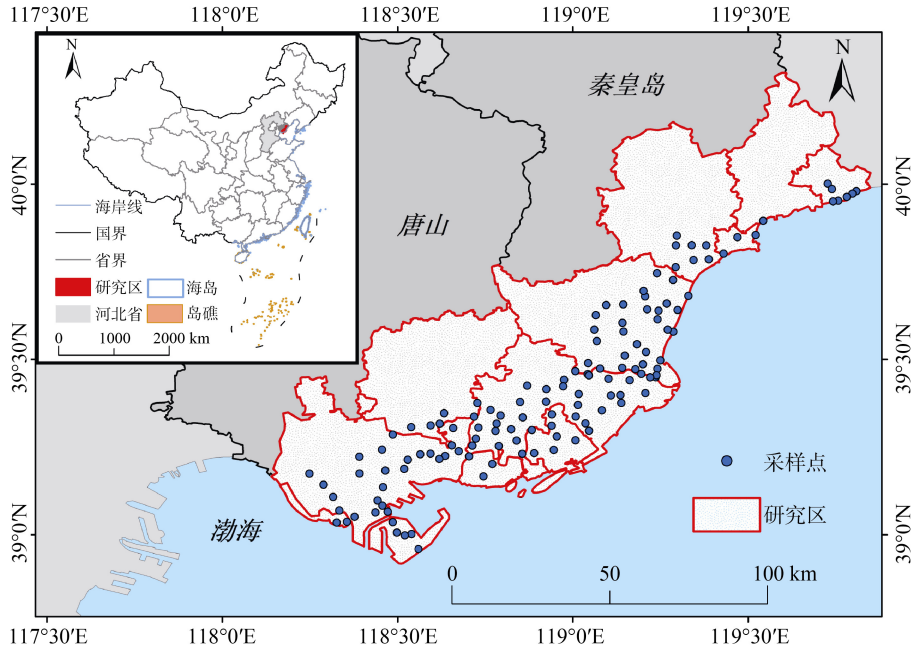 117°30′E 118°0′E 118°30′E 119°0′E 119°30′E
N
N
秦皇岛
40°0′N 40°0′N
海岸线
唐山
国界
省界
研究区 海岛
河北省 岛礁
0 1000 2000 km
39°30′N 39°30′N
采样点
研究区
渤海
39°0′N 39°0′N
0 50 100 km
117°30′E 118°0′E 118°30′E 119°0′E 119°30′E